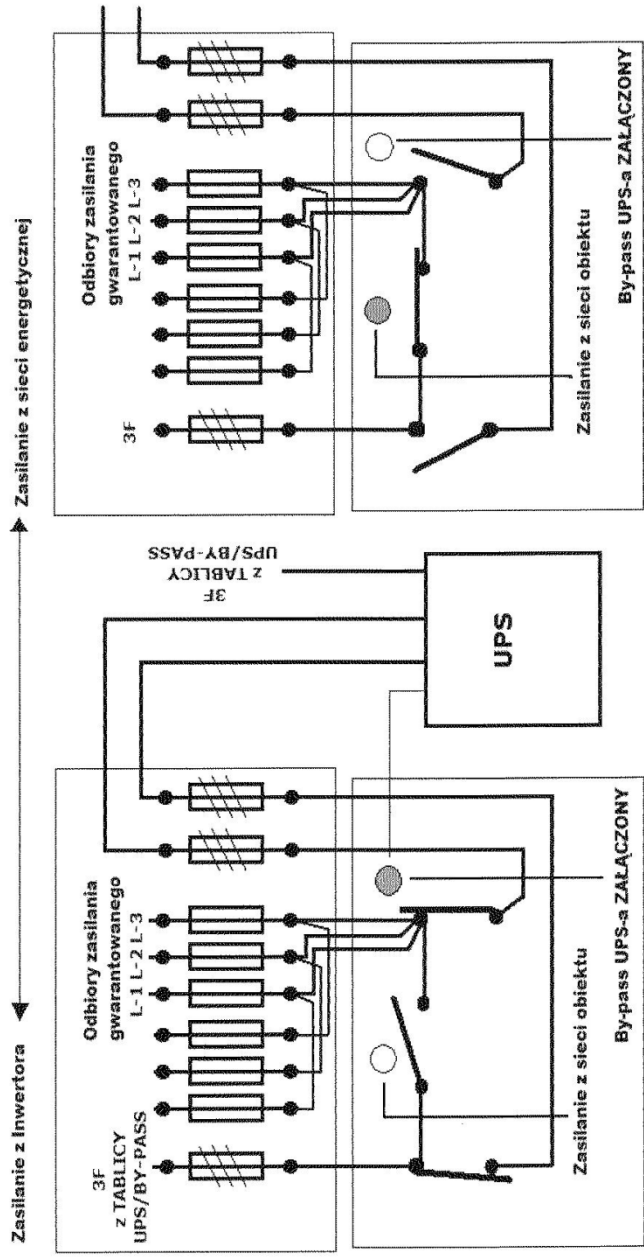 Zasilanie z Inwertora
Zasilanie z sieci energetycznej
3F
z TABLICY
UPS/BY-PASS
Odbiory zasilania
gwarantowanego
L-1 L-2 L-3
Zasilanie z sieci obiektu
By-pass UPS-a ZAŁĄCZONY
3F
z TABLICY
UPS/BY-PASS
UPS
3F
Odbiory zasilania
gwarantowanego
L-1 L-2 L-3
Zasilanie z sieci obiektu
By-pass UPS-a ZAŁĄCZONY